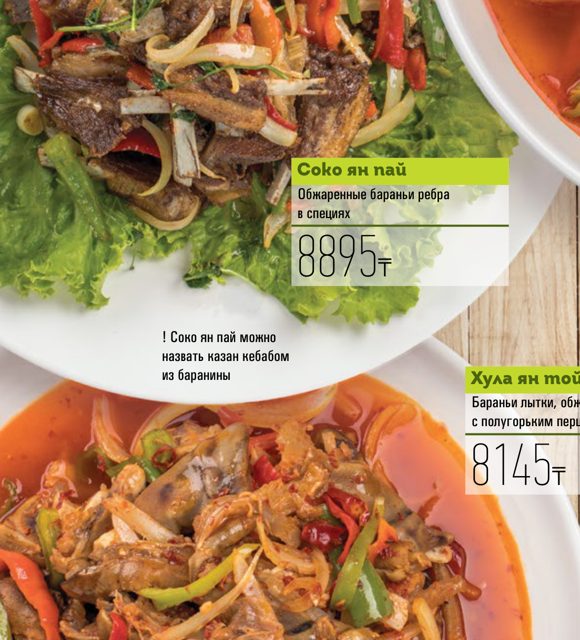 Соко ян пай
Обжаренные бараньи ребра
в специях
8895₸
! Соко ян пай можно
назвать казан кебабом
из баранины
Хула ян той
Бараньи лытки, обж
с полугорьким перц
8145₸